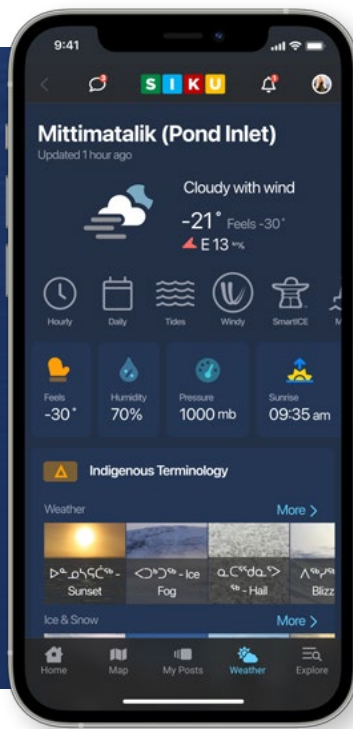 9:41
SIKU
Mittimatalik (Pond Inlet)
Updated 1 hour ago
Cloudy with wind
-21° Feels -30°
E 13
Hourly Daily Tides Windy SmartICE M
Feels Humidity Pressure Sunrise
-30° 70% 1000 mb 09:35 am
Indigenous Terminology
Weather More >
Sunset
- Ice Fog
- Hail
Blizz
Ice & Snow More >
Home Map My Posts Weather Explore